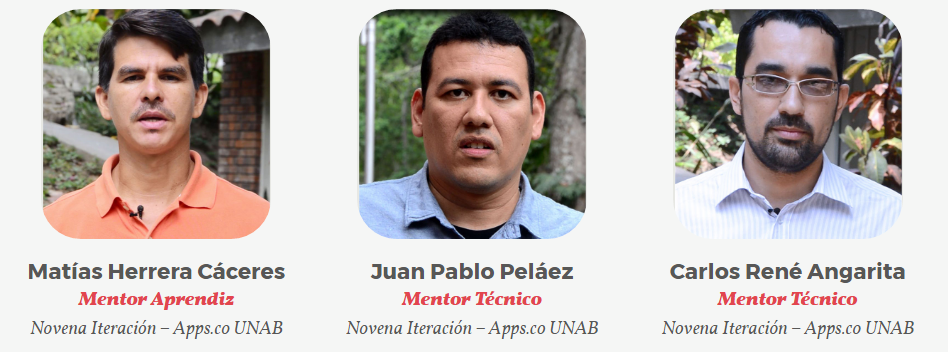 Matías Herrera Cáceres
Mentor Aprendiz
Novena Iteración – Apps.co UNAB
Juan Pablo Peláez
Mentor Técnico
Novena Iteración – Apps.co UNAB
Carlos René Angarita
Mentor Técnico
Novena Iteración – Apps.co UNAB